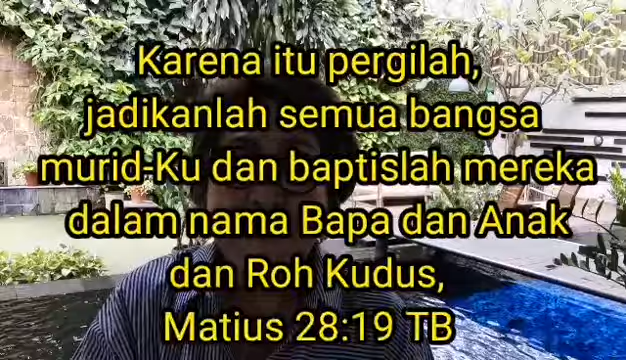 Karena itu pergilah,
jadikanlah semua bangsa
murid-Ku dan baptislah mereka
dalam nama Bapa dan Anak
dan Roh Kudus,
Matius 28:19 TB